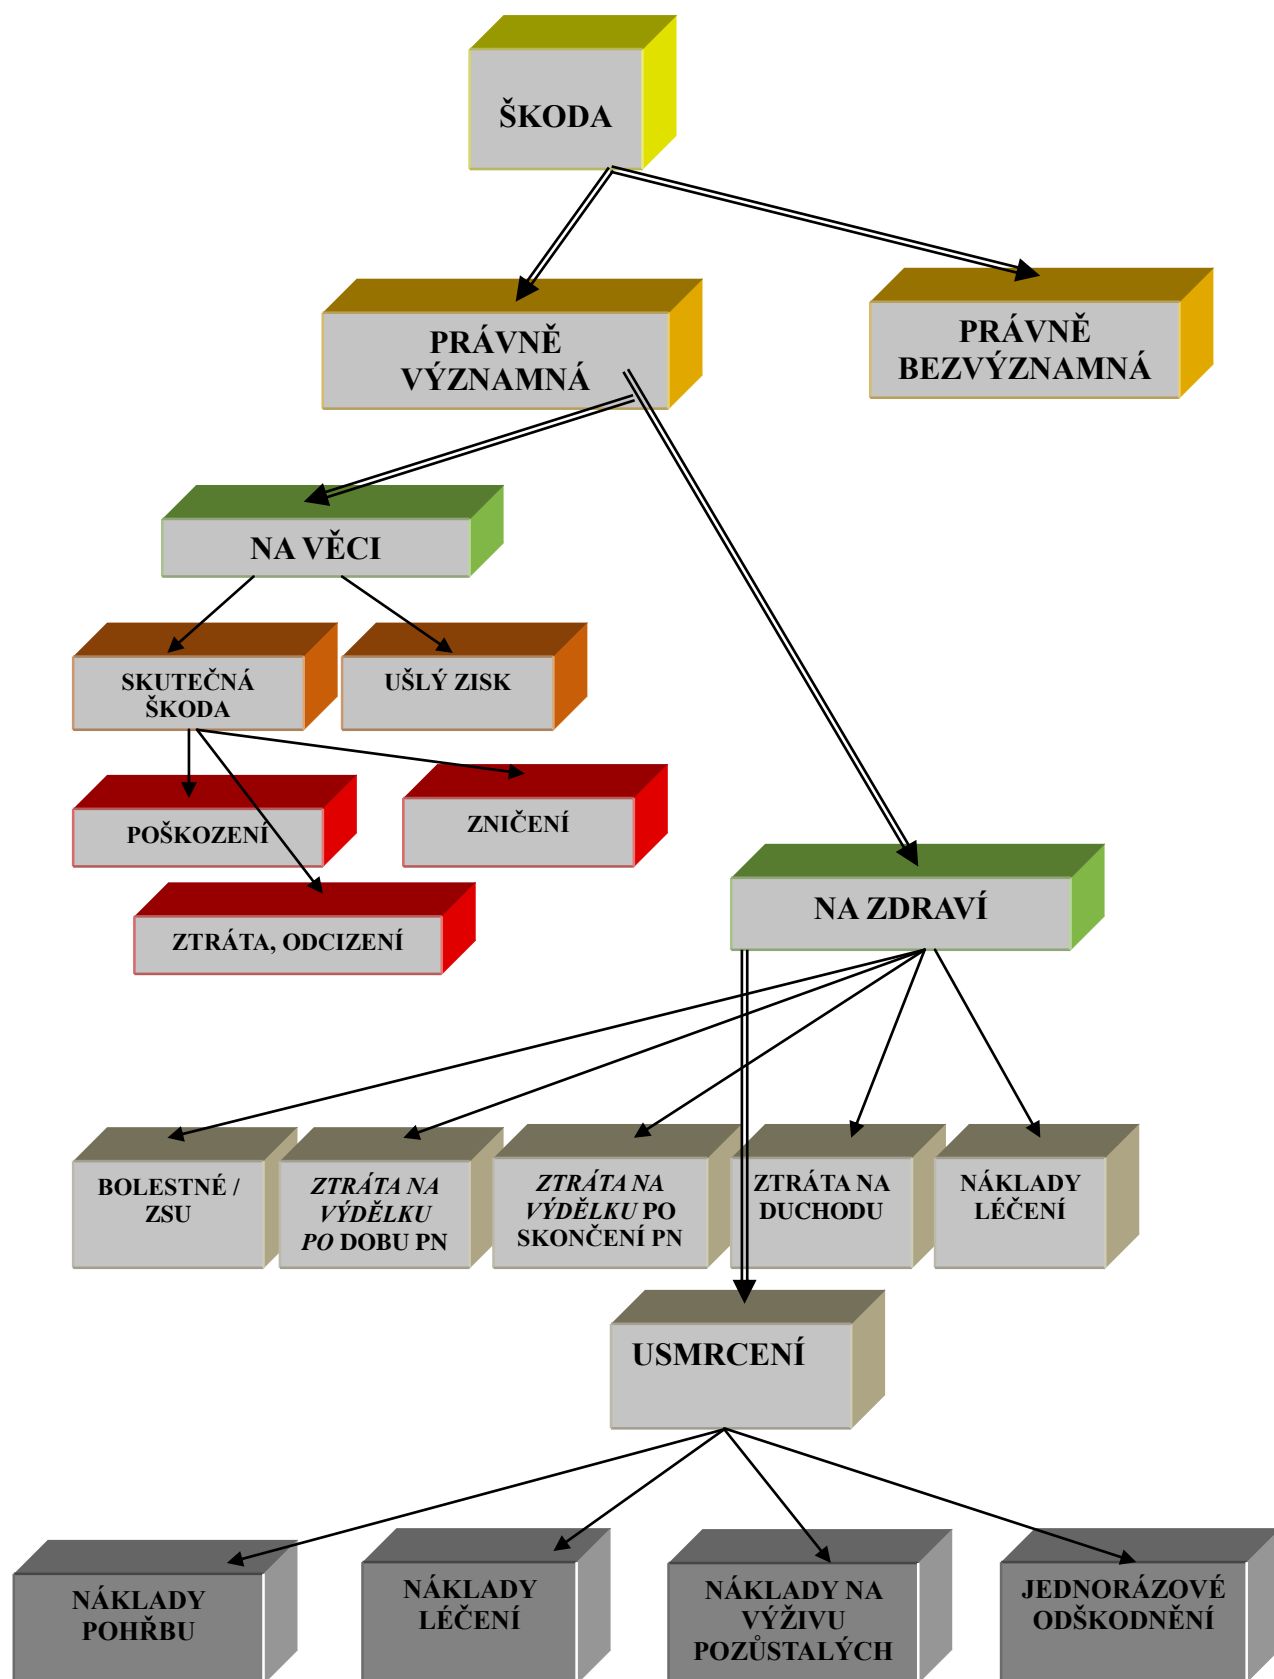 ŠKODA
PRÁVNĚ
VÝZNAMNÁ
PRÁVNĚ
BEZVÝZNAMNÁ
NA VĚCI
SKUTEČNÁ
ŠKODA
UŠLÝ ZISK
POŠKOZENÍ
ZNIČENÍ
ZTRÁTA, ODCIZENÍ
NA ZDRAVÍ
BOLESTNÉ /
ZSU
ZTRÁTA NA
VÝDĚLKU
PO DOBU PN
ZTRÁTA NA
VÝDĚLKU PO
SKONČENÍ PN
ZTRÁTA NA
DUCHODU
NÁKLADY
LÉČENÍ
USMRCENÍ
NÁKLADY
POHŘBU
NÁKLADY
LÉČENÍ
NÁKLADY NA
VÝŽIVU
POZŮSTALÝCH
JEDNORÁZOVÉ
ODŠKODNĚNÍ